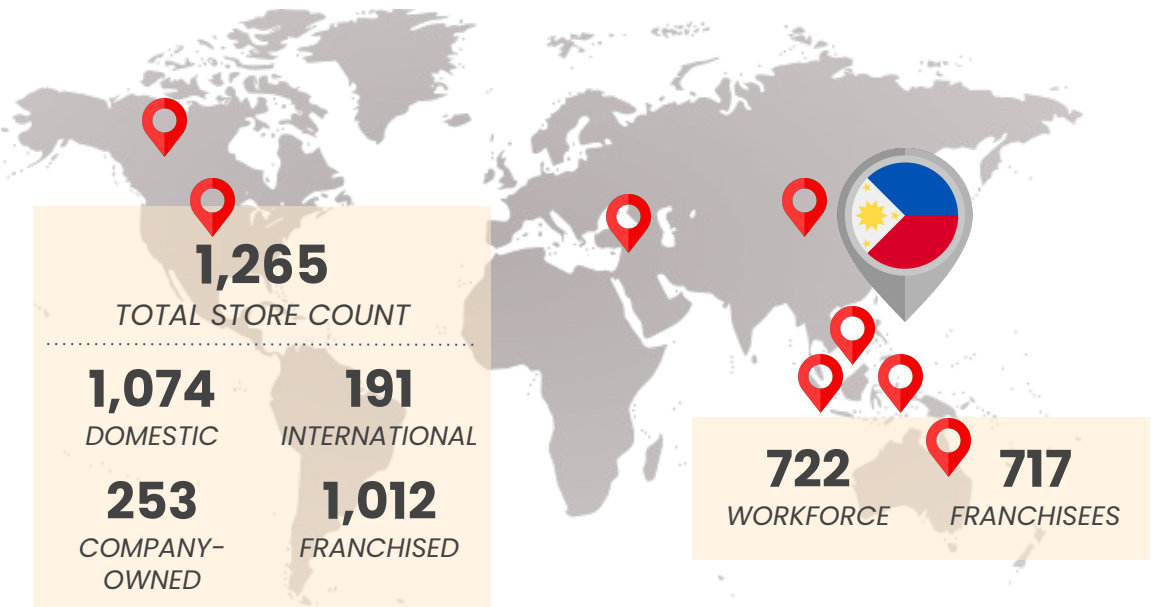 1,265
TOTAL STORE COUNT
1,074
DOMESTIC
191
INTERNATIONAL
253
COMPANY-
OWNED
1,012
FRANCHISED
722
WORKFORCE
717
FRANCHISEES